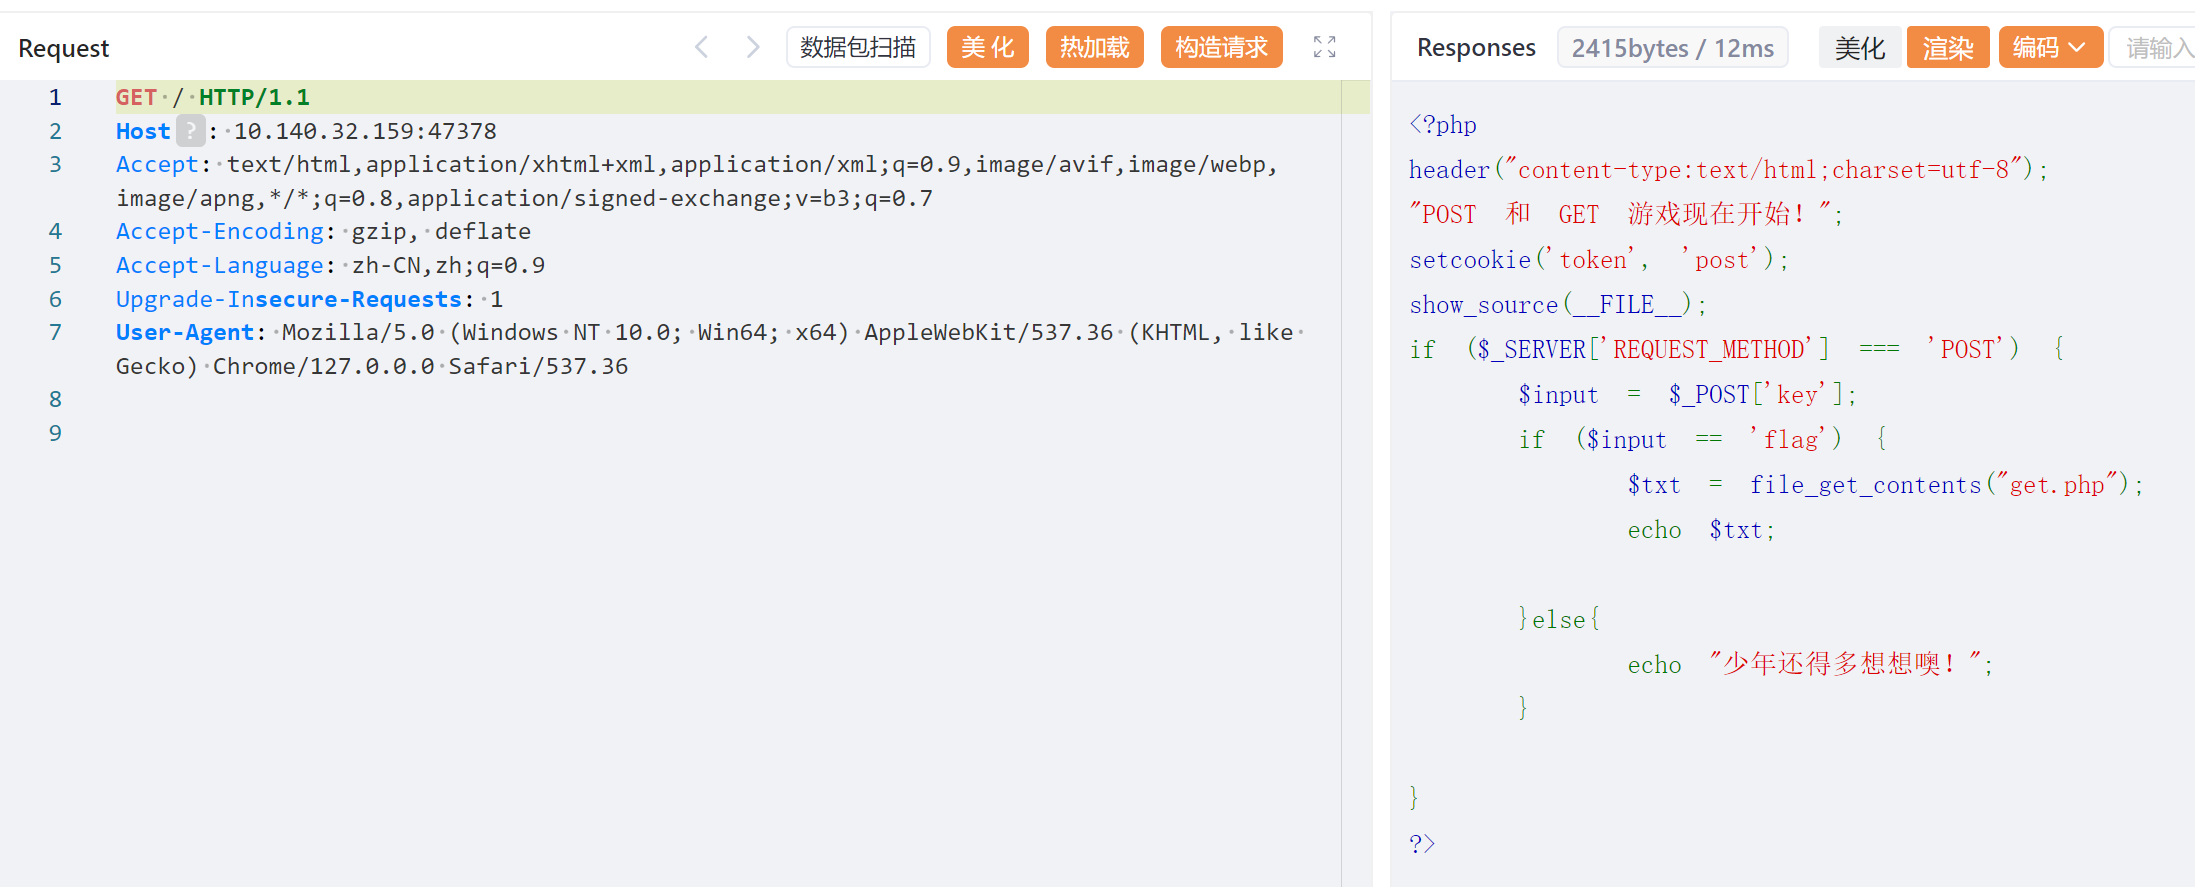 Request
数据包扫描
美 化
热加载
构造请求
1 GET / HTTP/1.1
2 Host ? : 10.140.32.159:47378
3 Accept: text/html,application/xhtml+xml,application/xml;q=0.9,image/avif,image/webp,
image/apng,*/*;q=0.8,application/signed-exchange;v=b3;q=0.7
4 Accept-Encoding: gzip, deflate
5 Accept-Language: zh-CN,zh;q=0.9
6 Upgrade-Insecure-Requests: 1
7 User-Agent: Mozilla/5.0 (Windows NT 10.0; Win64; x64) AppleWebKit/537.36 (KHTML, like
Gecko) Chrome/127.0.0.0 Safari/537.36
8
9
Responses
2415bytes / 12ms
美化
渲染
编码
请输入
<?php
header("content-type:text/html;charset=utf-8");
"POST 和 GET 游戏现在开始！";
setcookie('token', 'post');
show_source(__FILE__);
if ($_SERVER['REQUEST_METHOD'] === 'POST') {
$input = $_POST['key'];
if ($input == 'flag') {
$txt = file_get_contents("get.php");
echo $txt;
}else{
echo "少年还得多想想噢！";
}
}
?>